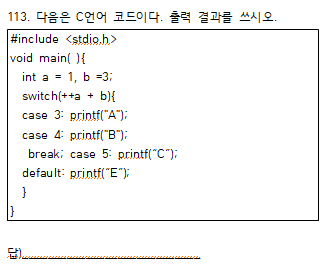 113. 다음은 C언어 코드이다. 출력 결과를 쓰시오.
#include <stdio.h>
void main( ){
int a = 1, b =3;
switch(++a + b){
case 3: printf("A");
case 4: printf("B");
break; case 5: printf("C");
default: printf("E");
}
}
답)